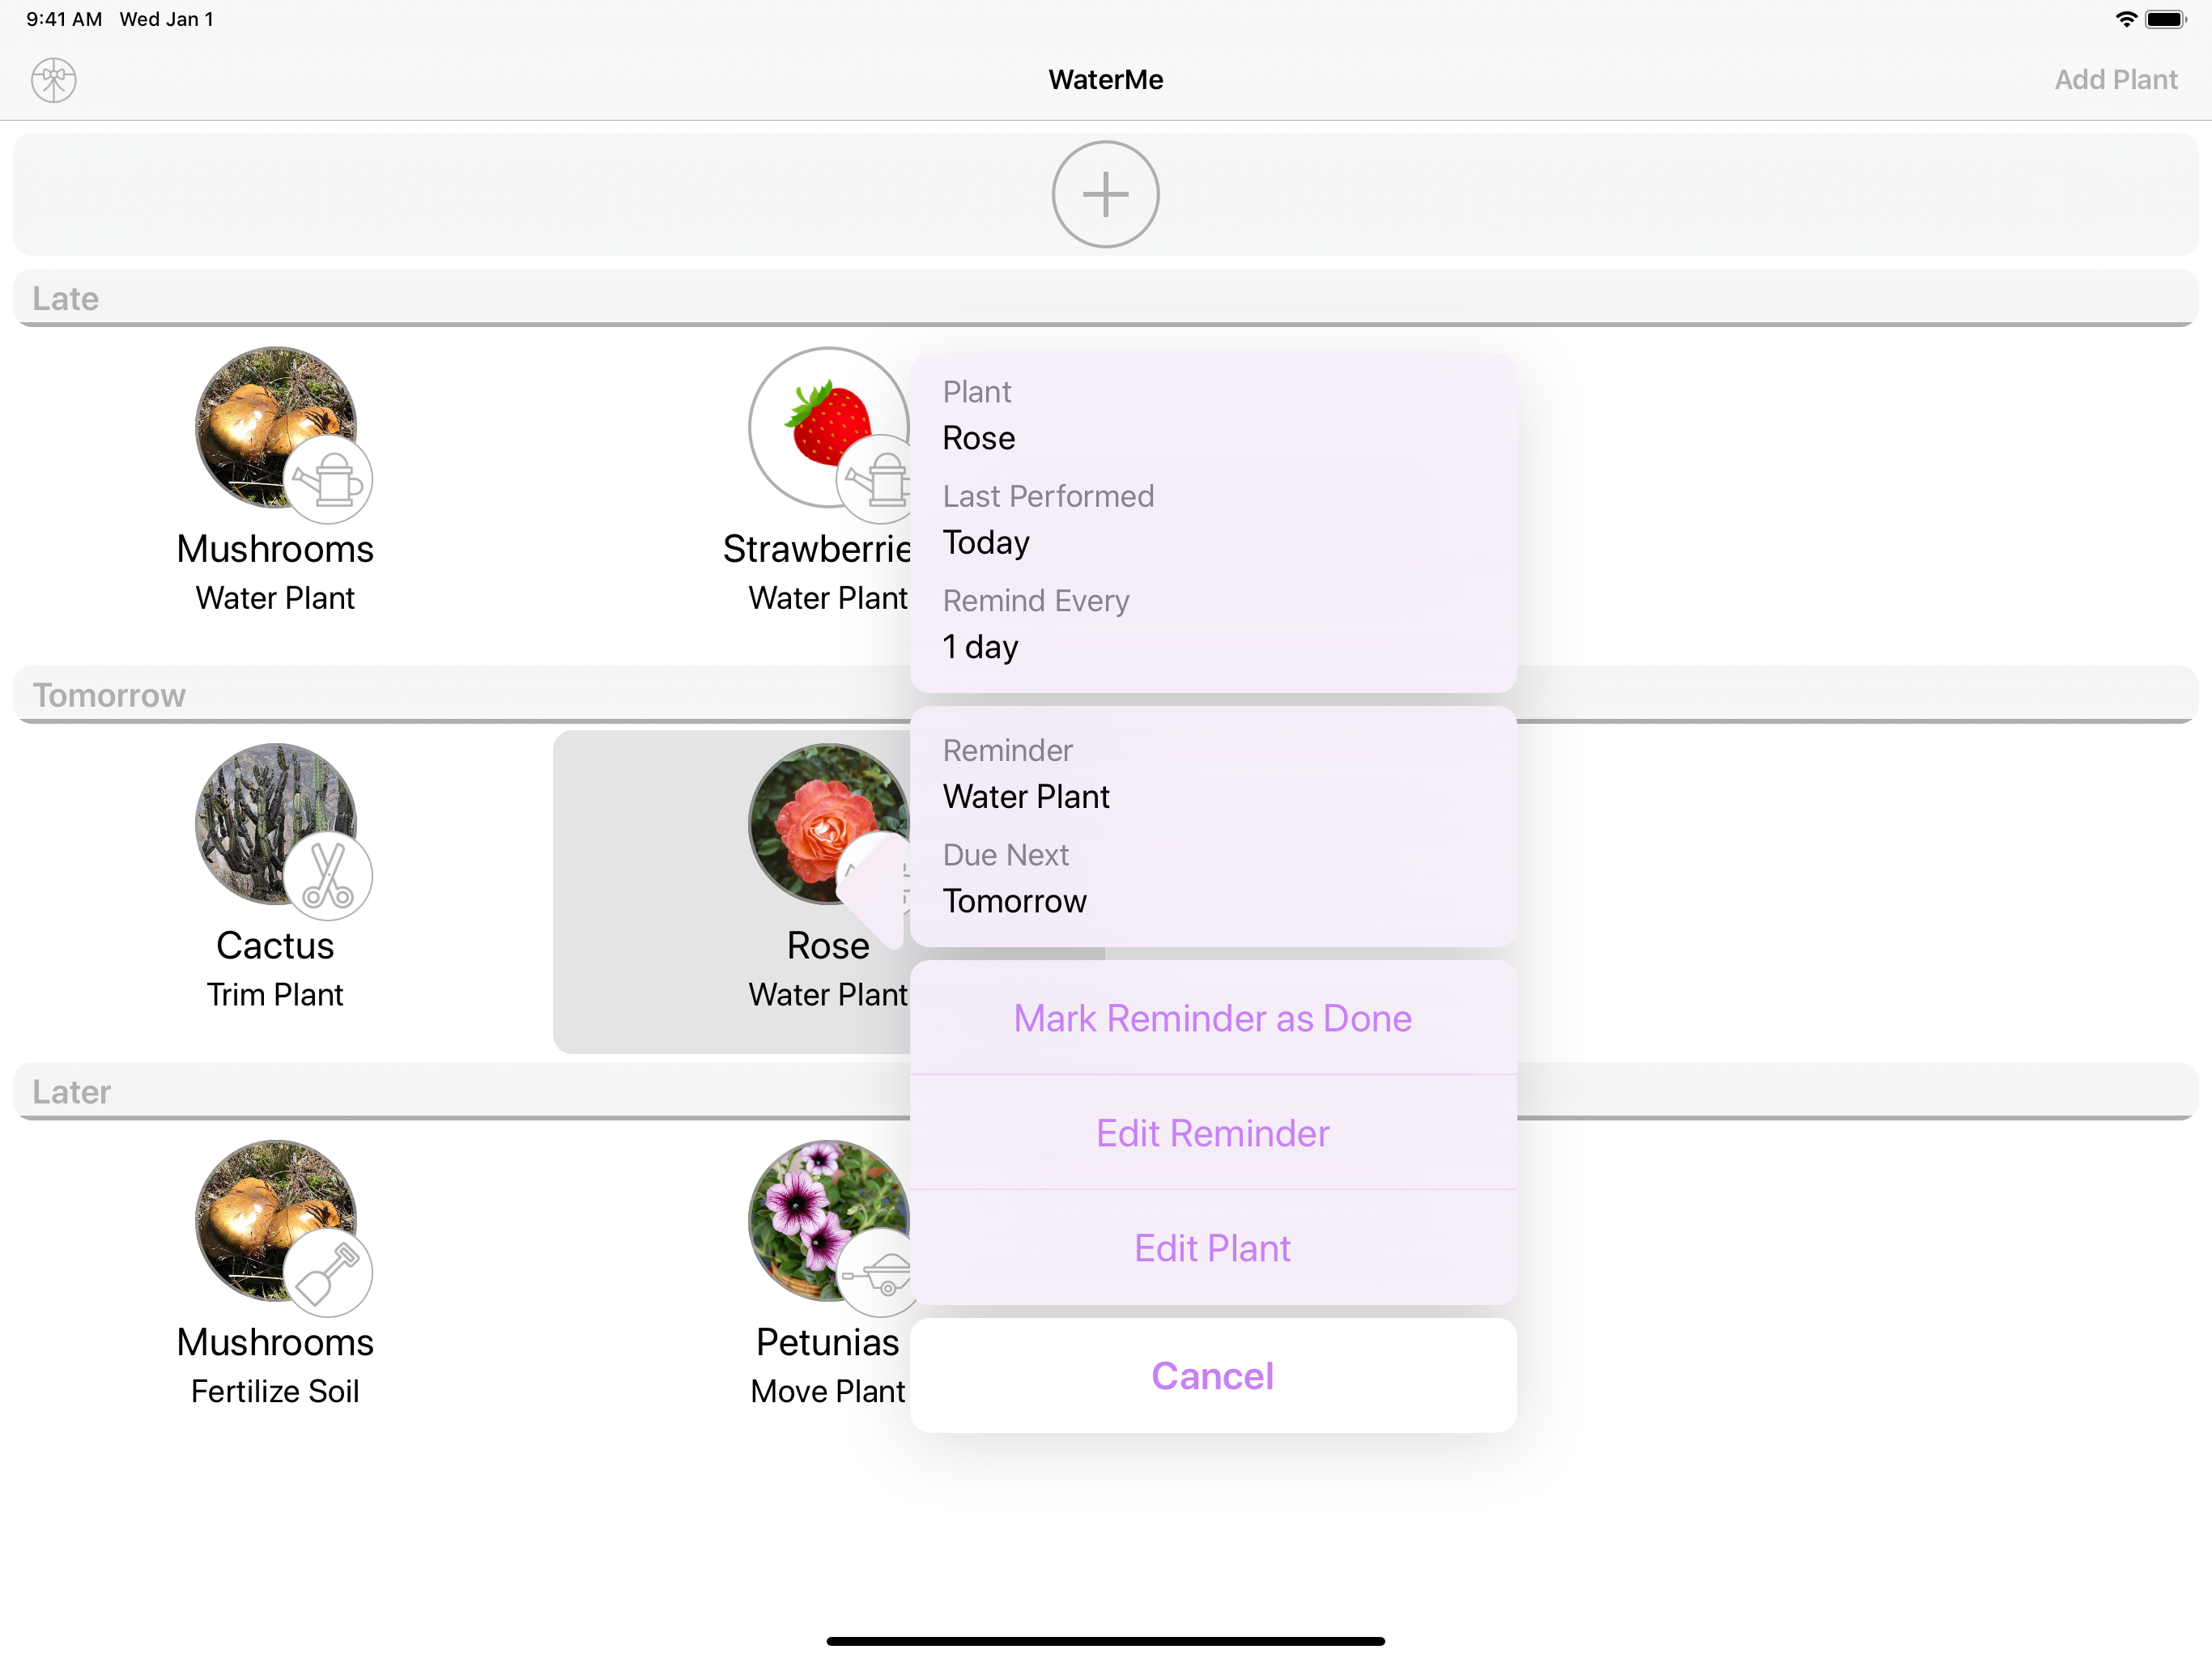 9:41 AM Wed Jan 1
WaterMe
Add Plant
Late
Mushrooms
Water Plant
Strawberrie
Water Plant
Tomorrow
Cactus
Trim Plant
Rose
Water Plant
Later
Mushrooms
Fertilize Soil
Petunias
Move Plant
Plant
Rose
Last Performed
Today
Remind Every
1 day
Reminder
Water Plant
Due Next
Tomorrow
Mark Reminder as Done
Edit Reminder
Edit Plant
Cancel